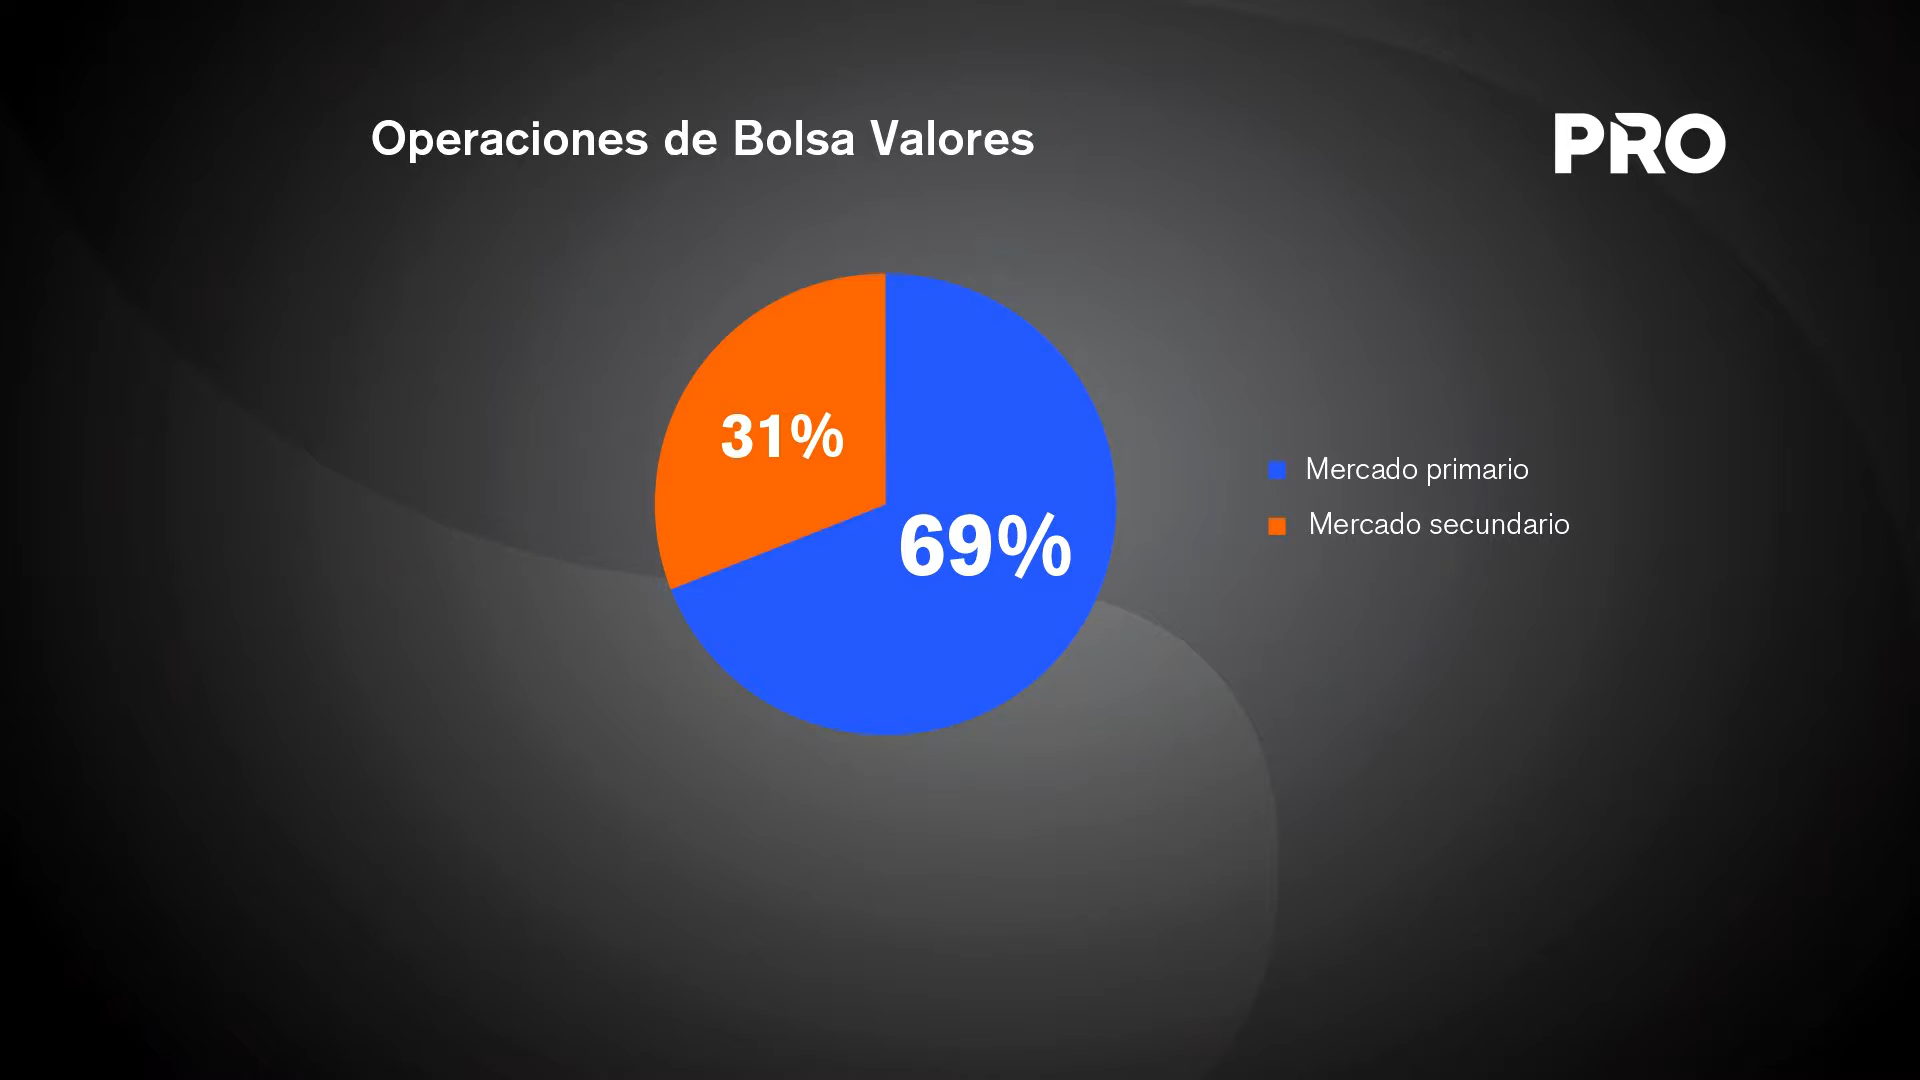 Operaciones de Bolsa Valores
PRO
31%
69%
Mercado primario
Mercado secundario